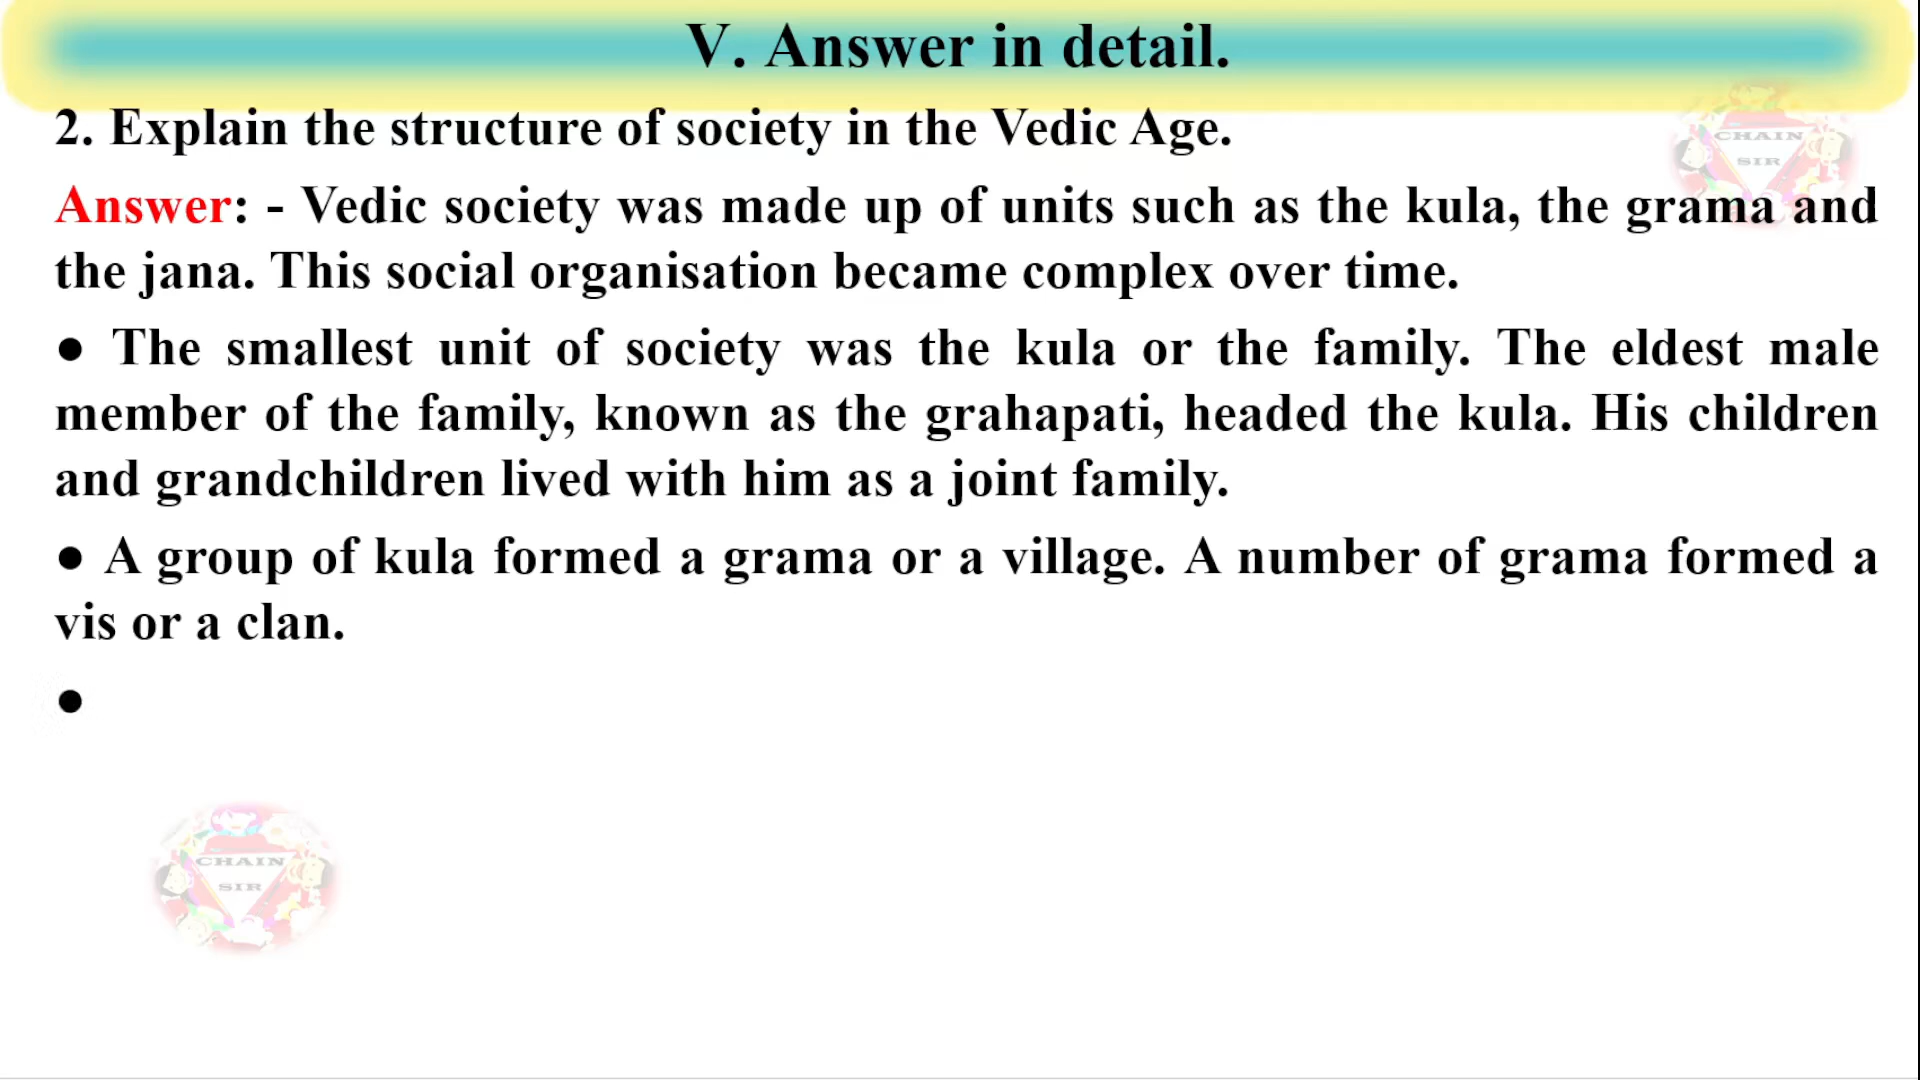 V. Answer in detail.
2. Explain the structure of society in the Vedic Age.
CHAIN
SIR
Answer: - Vedic society was made up of units such as the kula, the grama and
the jana. This social organisation became complex over time.
● The smallest unit of society was the kula or the family. The eldest male
member of the family, known as the grahapati, headed the kula. His children
and grandchildren lived with him as a joint family.
● A group of kula formed a grama or a village. A number of grama formed a
vis or a clan.
●
CHAIN
SIR